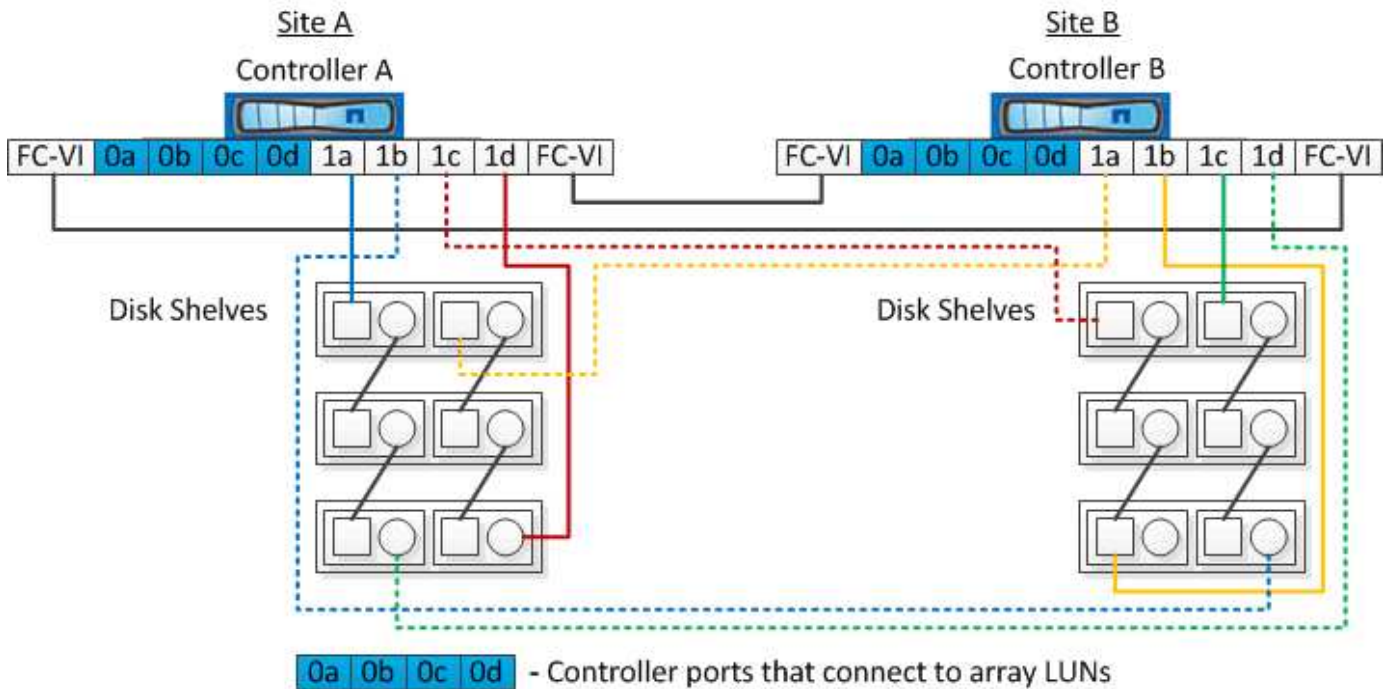 Site A
Site B
Controller A
Controller B
FC-VI 0a 0b 0c 0d 1a 1b 1c 1d FC-VI
FC-VI 0a 0b 0c 0d 1a 1b 1c 1d FC-VI
Disk Shelves
Disk Shelves
0a 0b 0c 0d - Controller ports that connect to array LUNs